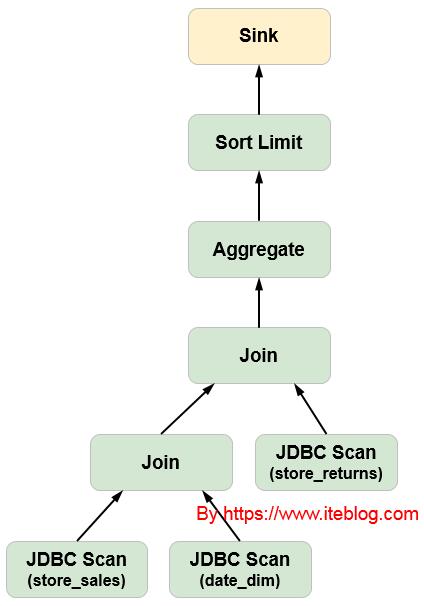 Sink
Sort Limit
Aggregate
Join
Join
JDBC Scan
(store_returns)
By https://www.iteblog.com
JDBC Scan
(store_sales)
JDBC Scan
(date_dim)